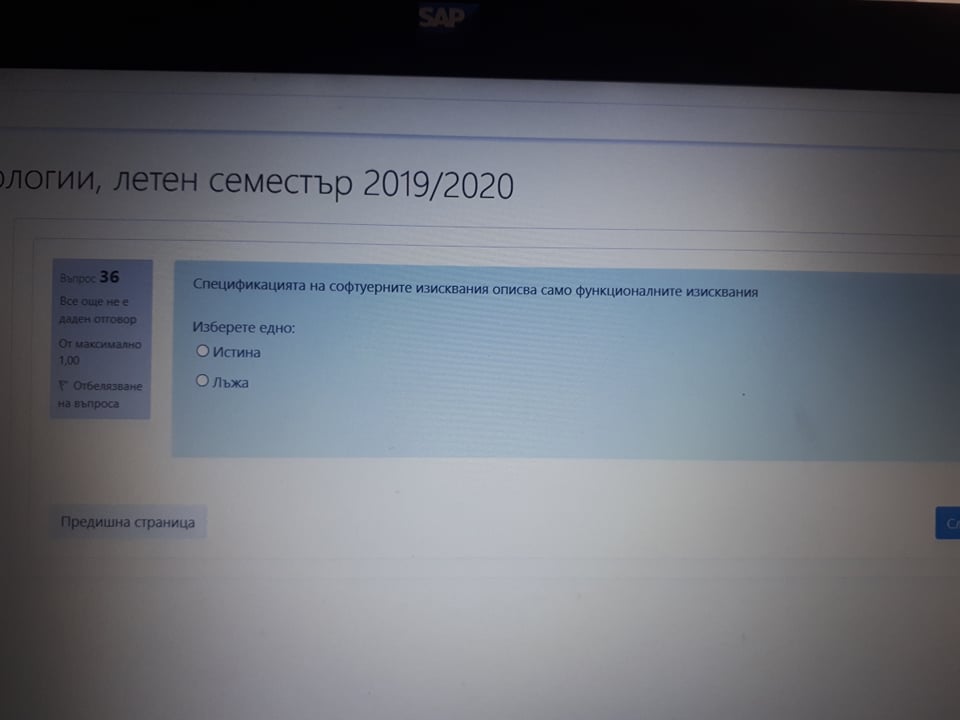 SAP
ологии, летен семестър 2019/2020
Въпрос 36
Все още не е
даден отговор
От максимално
1,00
Отбелязване
на въпроса
Спецификацията на софтуерните изисквания описва само функционалните изисквания
Изберете едно:
Истина
Лъжа
Предишна страница
Сл